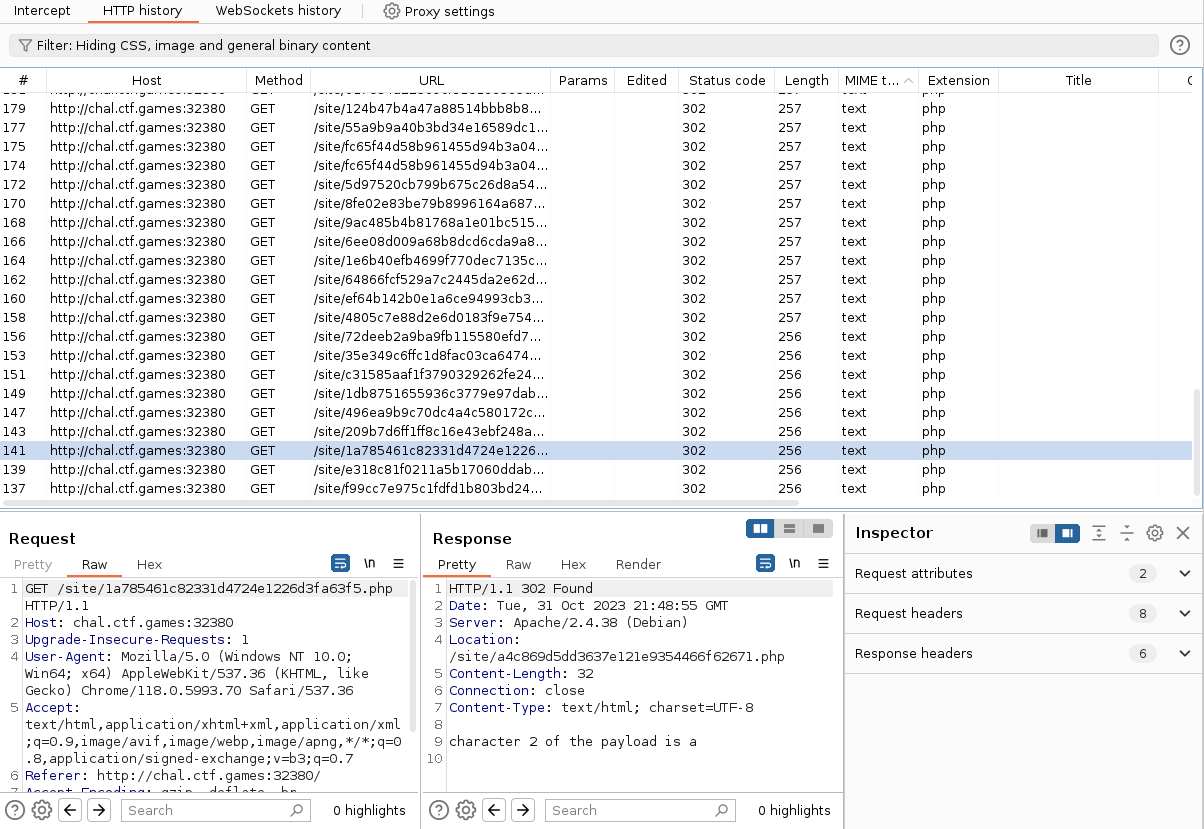 Intercept HTTP history WebSockets history Proxy settings
Filter: Hiding CSS, image and general binary content
# Host Method URL Params Edited Status code Length MIME t... Extension Title
179 http://chal.ctf.games:32380 GET /site/124b47b4a47a88514bbb8b8... 302 257 text php
177 http://chal.ctf.games:32380 GET /site/55a9b9a40b3bd34e16589dc1... 302 257 text php
175 http://chal.ctf.games:32380 GET /site/fc65f44d58b961455d94b3a04... 302 257 text php
174 http://chal.ctf.games:32380 GET /site/fc65f44d58b961455d94b3a04... 302 257 text php
172 http://chal.ctf.games:32380 GET /site/5d97520cb799b675c26d8a54... 302 257 text php
170 http://chal.ctf.games:32380 GET /site/8fe02e83be79b8996164a687... 302 257 text php
168 http://chal.ctf.games:32380 GET /site/9ac485b4b81768a1e01bc515... 302 257 text php
166 http://chal.ctf.games:32380 GET /site/6ee08d009a68b8dcd6cda9a8... 302 257 text php
164 http://chal.ctf.games:32380 GET /site/1e6b40efb4699f770dec7135c... 302 257 text php
162 http://chal.ctf.games:32380 GET /site/64866fcf529a7c2445da2e62d... 302 257 text php
160 http://chal.ctf.games:32380 GET /site/ef64b142b0e1a6ce94993cb3... 302 257 text php
158 http://chal.ctf.games:32380 GET /site/4805c7e88d2e6d0183f9e754... 302 257 text php
156 http://chal.ctf.games:32380 GET /site/72deeb2a9ba9fb115580efd7... 302 256 text php
153 http://chal.ctf.games:32380 GET /site/35e349c6ffc1d8fac03ca6474... 302 256 text php
151 http://chal.ctf.games:32380 GET /site/c31585aaf1f3790329262fe24... 302 256 text php
149 http://chal.ctf.games:32380 GET /site/1db8751655936c3779e97dab... 302 256 text php
147 http://chal.ctf.games:32380 GET /site/496ea9b9c70dc4a4c580172c... 302 256 text php
143 http://chal.ctf.games:32380 GET /site/209b7d6ff1ff8c16e43ebf248a... 302 256 text php
141 http://chal.ctf.games:32380 GET /site/1a785461c82331d4724e1226... 302 256 text php
139 http://chal.ctf.games:32380 GET /site/e318c81f0211a5b17060ddab... 302 256 text php
137 http://chal.ctf.games:32380 GET /site/f99cc7e975c1fdfd1b803bd24... 302 256 text php
Request
Pretty Raw Hex \n
1 GET /site/1a785461c82331d4724e1226d3fa63f5.php
HTTP/1.1
2 Host: chal.ctf.games:32380
3 Upgrade-Insecure-Requests: 1
4 User-Agent: Mozilla/5.0 (Windows NT 10.0;
Win64; x64) AppleWebKit/537.36 (KHTML, like
Gecko) Chrome/118.0.5993.70 Safari/537.36
5 Accept:
text/html,application/xhtml+xml,application/xml
;q=0.9,image/avif,image/webp,image/apng,*/*;q=0
.8,application/signed-exchange;v=b3;q=0.7
6 Referer: http://chal.ctf.games:32380/
7 Accept-Encoding: gzip, deflate, br
Search 0 highlights
Response
Pretty Raw Hex Render \n
1 HTTP/1.1 302 Found
2 Date: Tue, 31 Oct 2023 21:48:55 GMT
3 Server: Apache/2.4.38 (Debian)
4 Location:
/site/a4c869d5dd3637e121e9354466f62671.php
5 Content-Length: 32
6 Connection: close
7 Content-Type: text/html; charset=UTF-8
8
9 character 2 of the payload is a
10
Search 0 highlights
Inspector
Request attributes 2
Request headers 8
Response headers 6